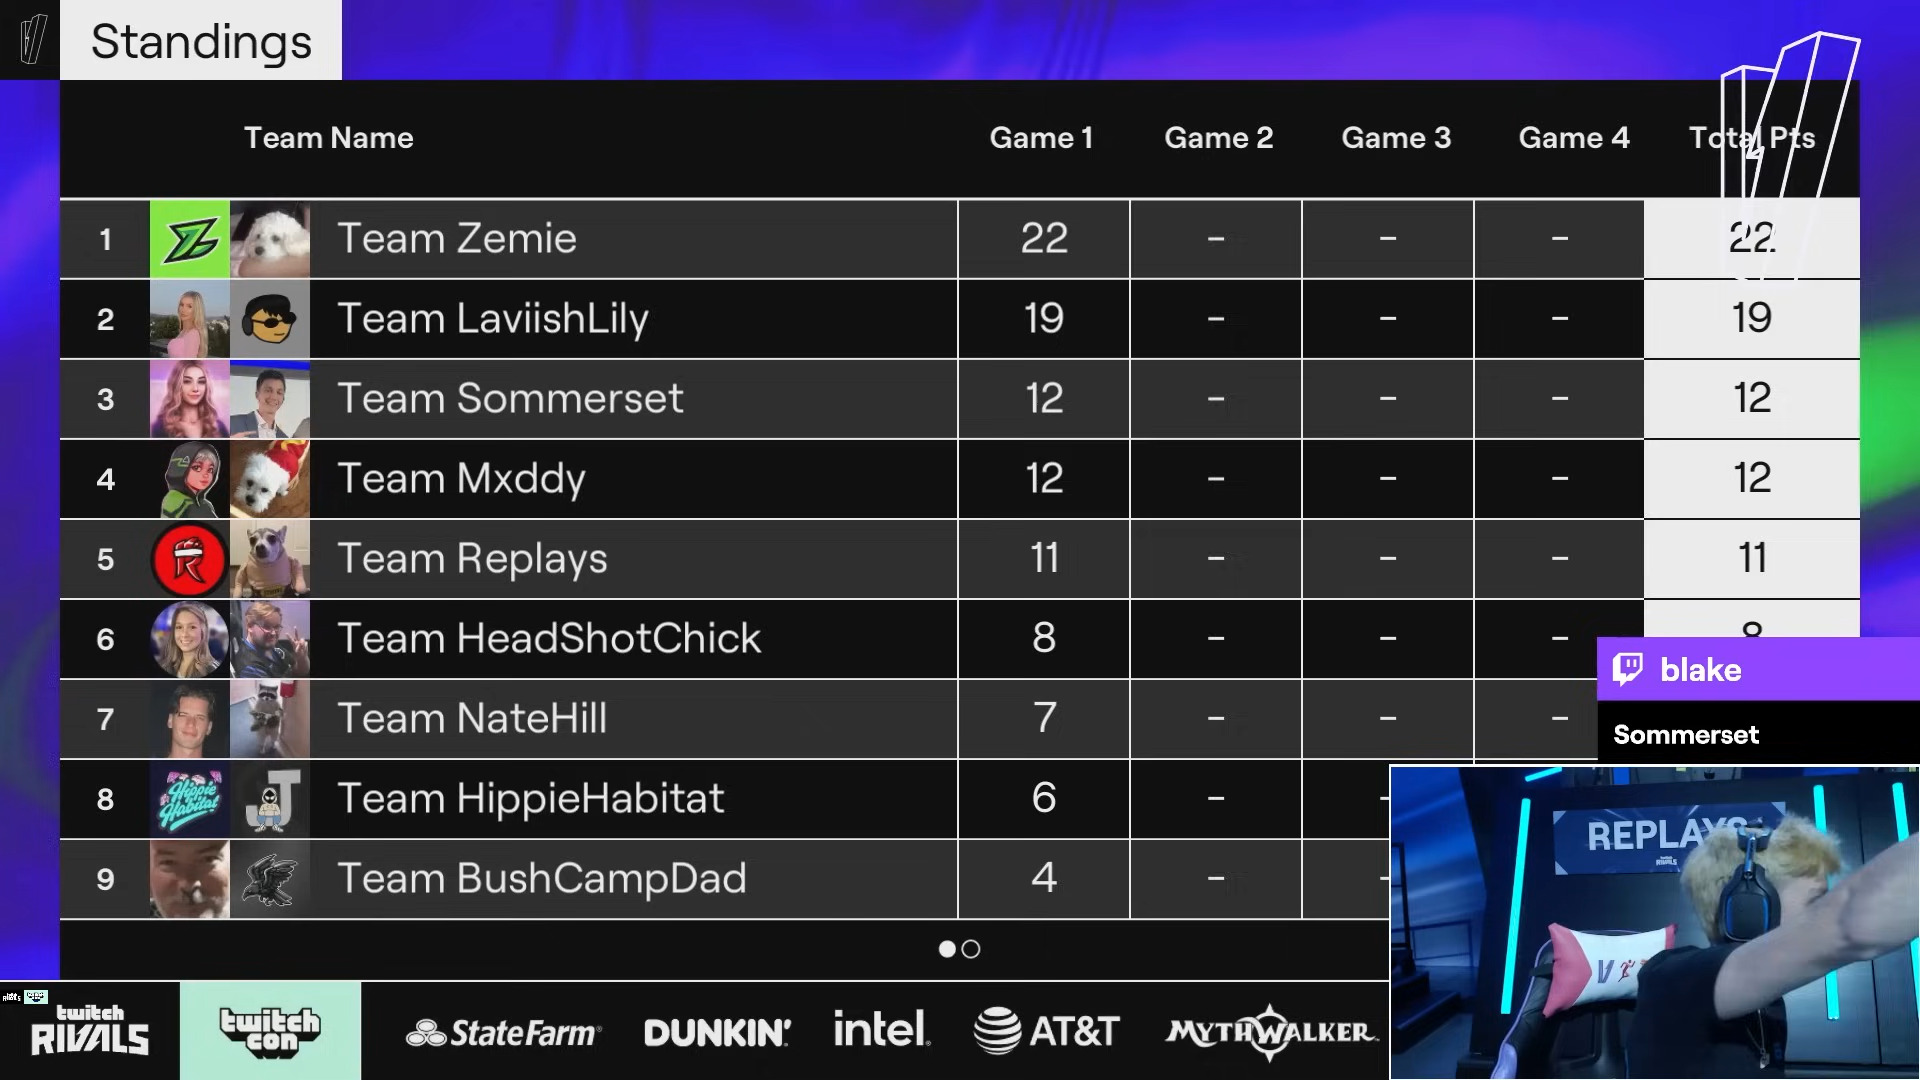 Standings
Team Name Game 1 Game 2 Game 3 Game 4 Total Pts
1 Team Zemie 22 – – – 22
2 Team LaviishLily 19 – – – 19
3 Team Sommerset 12 – – – 12
4 Team Mxddy 12 – – – 12
5 Team Replays 11 – – – 11
6 Team HeadShotChick 8 – – – 8
7 Team NateHill 7 – – –
8 Team HippieHabitat 6 – –
9 Team BushCampDad 4 – –
Hippie
Habitat
J
R
blake
Sommerset
REPLAYS
twitch
RIVALS
twitch
con
StateFarm
DUNKIN'
intel.
AT&T
MYTHWALKER